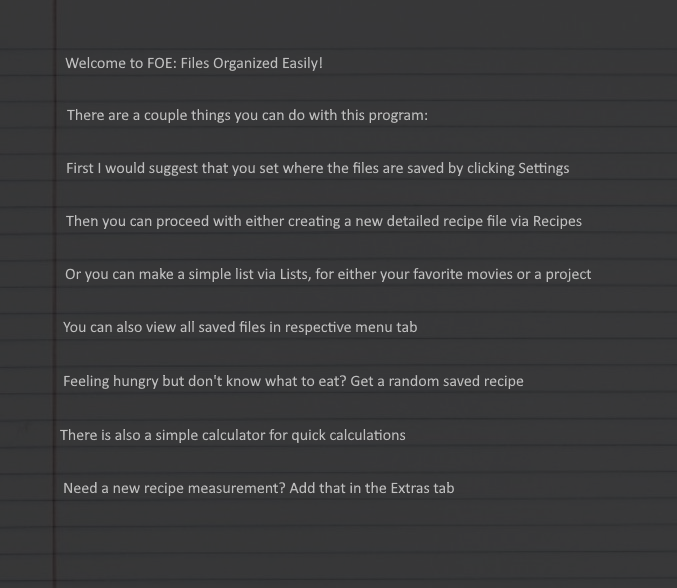 Welcome to FOE: Files Organized Easily!
There are a couple things you can do with this program:
First I would suggest that you set where the files are saved by clicking Settings
Then you can proceed with either creating a new detailed recipe file via Recipes
Or you can make a simple list via Lists, for either your favorite movies or a project
You can also view all saved files in respective menu tab
Feeling hungry but don't know what to eat? Get a random saved recipe
There is also a simple calculator for quick calculations
Need a new recipe measurement? Add that in the Extras tab